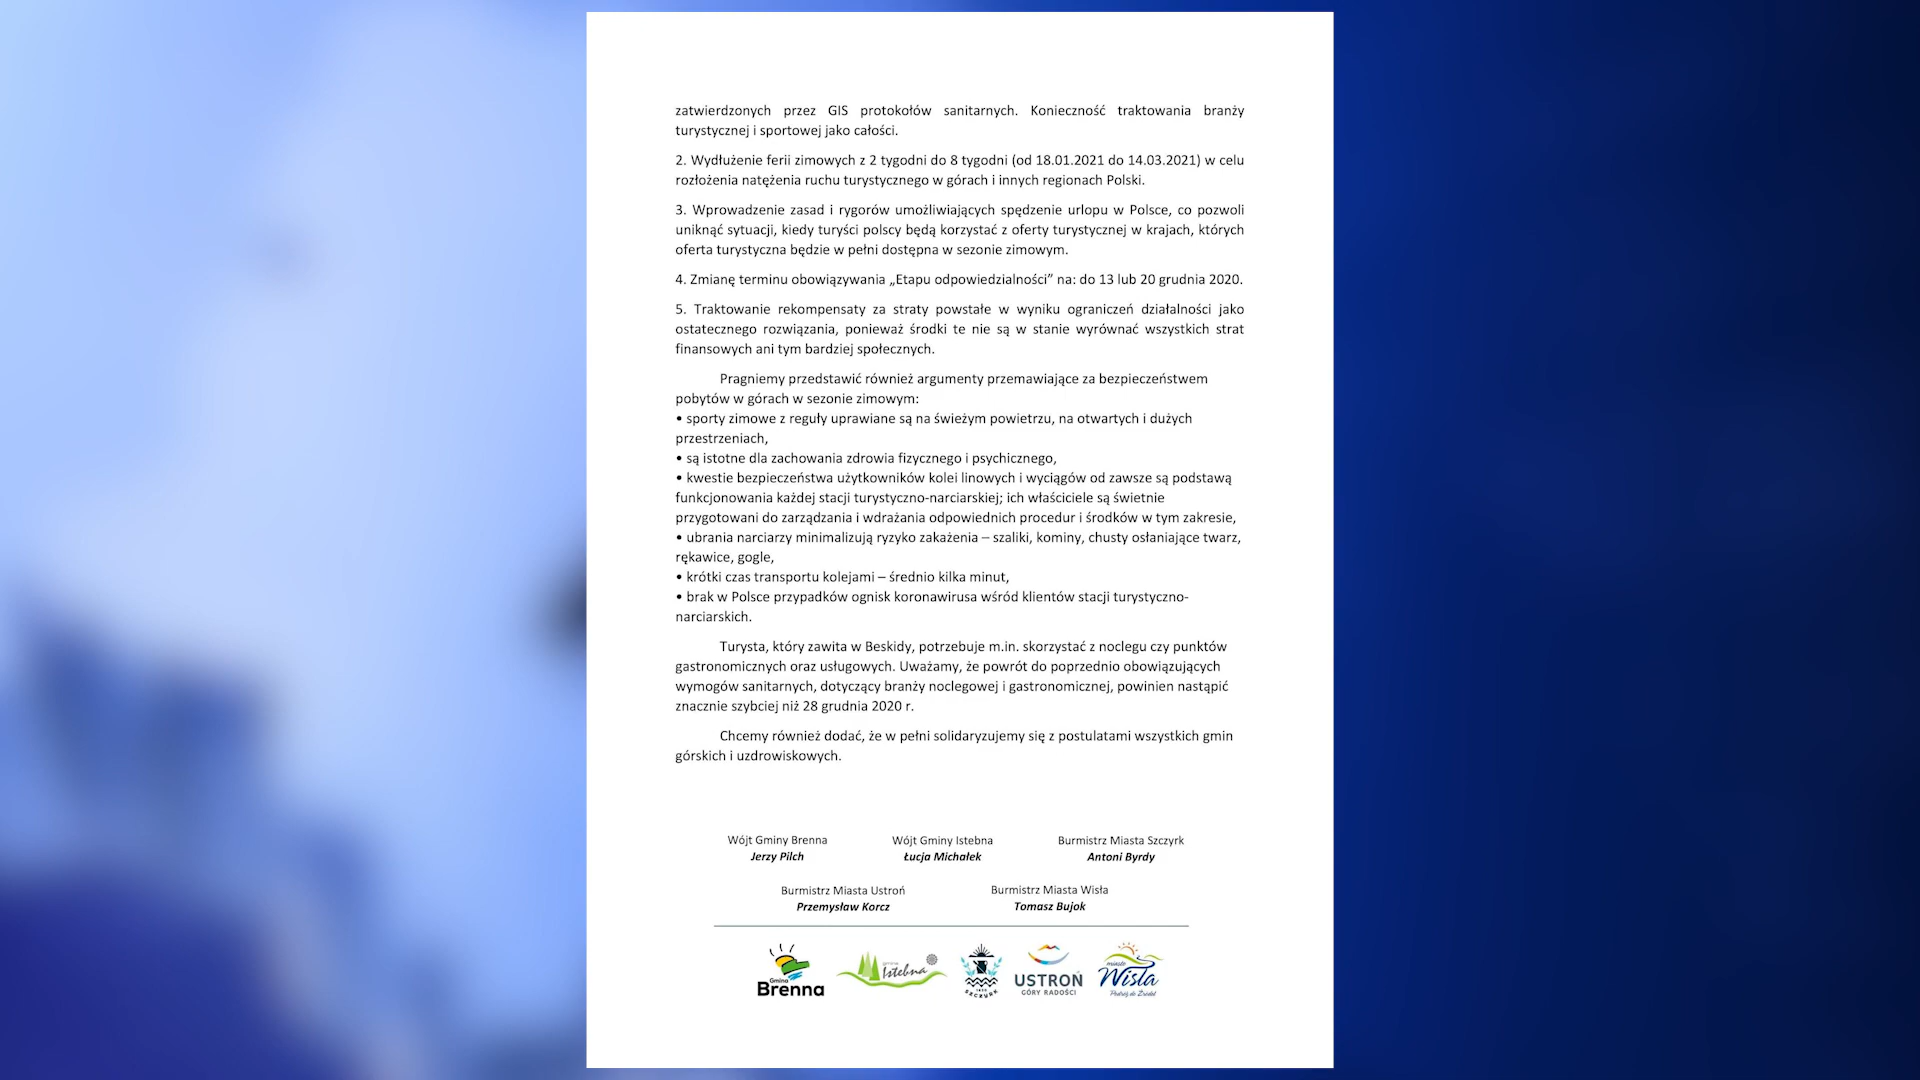 zatwierdzonych przez GIS protokołów sanitarnych. Konieczność traktowania branży
turystycznej i sportowej jako całości.
2. Wydłużenie ferii zimowych z 2 tygodni do 8 tygodni (od 18.01.2021 do 14.03.2021) w celu
rozłożenia natężenia ruchu turystycznego w górach i innych regionach Polski.
3. Wprowadzenie zasad i rygorów umożliwiających spędzenie urlopu w Polsce, co pozwoli
uniknąć sytuacji, kiedy turyści polscy będą korzystać z oferty turystycznej w krajach, których
oferta turystyczna będzie w pełni dostępna w sezonie zimowym.
4. Zmianę terminu obowiązywania „Etapu odpowiedzialności” na: do 13 lub 20 grudnia 2020.
5. Traktowanie rekompensaty za straty powstałe w wyniku ograniczeń działalności jako
ostatecznego rozwiązania, ponieważ środki te nie są w stanie wyrównać wszystkich strat
finansowych ani tym bardziej społecznych.
Pragniemy przedstawić również argumenty przemawiające za bezpieczeństwem
pobytów w górach w sezonie zimowym:
• sporty zimowe z reguły uprawiane są na świeżym powietrzu, na otwartych i dużych
przestrzeniach,
• są istotne dla zachowania zdrowia fizycznego i psychicznego,
• kwestie bezpieczeństwa użytkowników kolei linowych i wyciągów od zawsze są podstawą
funkcjonowania każdej stacji turystyczno-narciarskiej; ich właściciele są świetnie
przygotowani do zarządzania i wdrażania odpowiednich procedur i środków w tym zakresie,
• ubrania narciarzy minimalizują ryzyko zakażenia – szaliki, kominy, chusty osłaniające twarz,
rękawice, gogle,
• krótki czas transportu kolejami – średnio kilka minut,
• brak w Polsce przypadków ognisk koronawirusa wśród klientów stacji turystyczno-
narciarskich.
Turysta, który zawita w Beskidy, potrzebuje m.in. skorzystać z noclegu czy punktów
gastronomicznych oraz usługowych. Uważamy, że powrót do poprzednio obowiązujących
wymogów sanitarnych, dotyczący branży noclegowej i gastronomicznej, powinien nastąpić
znacznie szybciej niż 28 grudnia 2020 r.
Chcemy również dodać, że w pełni solidaryzujemy się z postulatami wszystkich gmin
górskich i uzdrowiskowych.
Wójt Gminy Brenna Wójt Gminy Istebna Burmistrz Miasta Szczyrk
Jerzy Pilch Łucja Michałek Antoni Byrdy
Burmistrz Miasta Ustroń Burmistrz Miasta Wisła
Przemysław Korcz Tomasz Bujok
Gmina
Brenna
gmina
Istebna
SZCZYRK
USTROŃ
GÓRY RADOŚCI
miasto
Wisła
Podróż do Źródeł